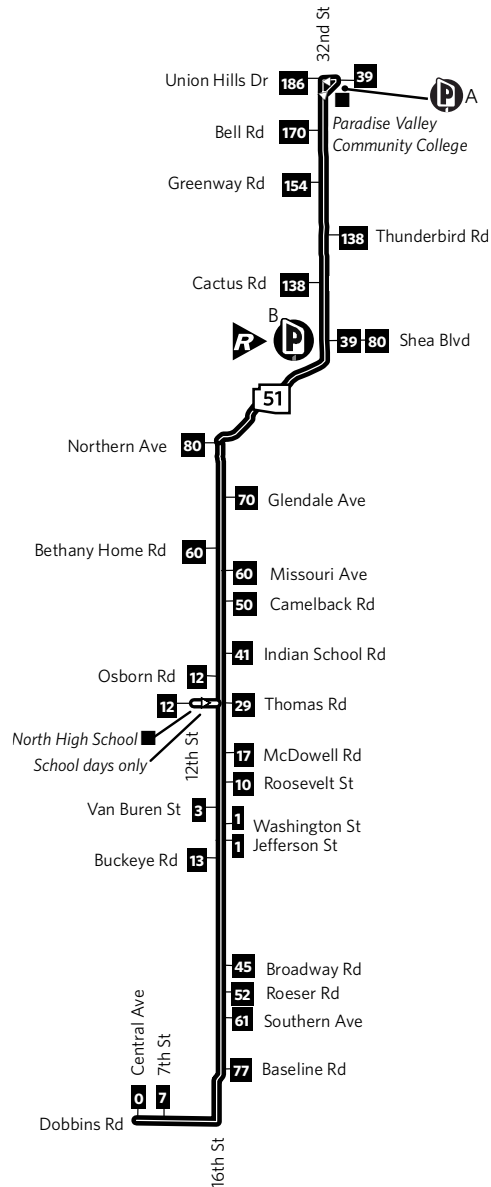 32nd St
Union Hills Dr 186 39
P A
Bell Rd 170
Paradise Valley
Community College
Greenway Rd 154
138 Thunderbird Rd
Cactus Rd 138
B
R P
39 80 Shea Blvd
51
Northern Ave 80
70 Glendale Ave
Bethany Home Rd 60
60 Missouri Ave
50 Camelback Rd
41 Indian School Rd
Osborn Rd 12
12 29 Thomas Rd
North High School
School days only
12th St
17 McDowell Rd
10 Roosevelt St
Van Buren St 3
1 Washington St
1 Jefferson St
Buckeye Rd 13
45 Broadway Rd
52 Roeser Rd
61 Southern Ave
77 Baseline Rd
Central Ave
7th St
0 7
Dobbins Rd
16th St